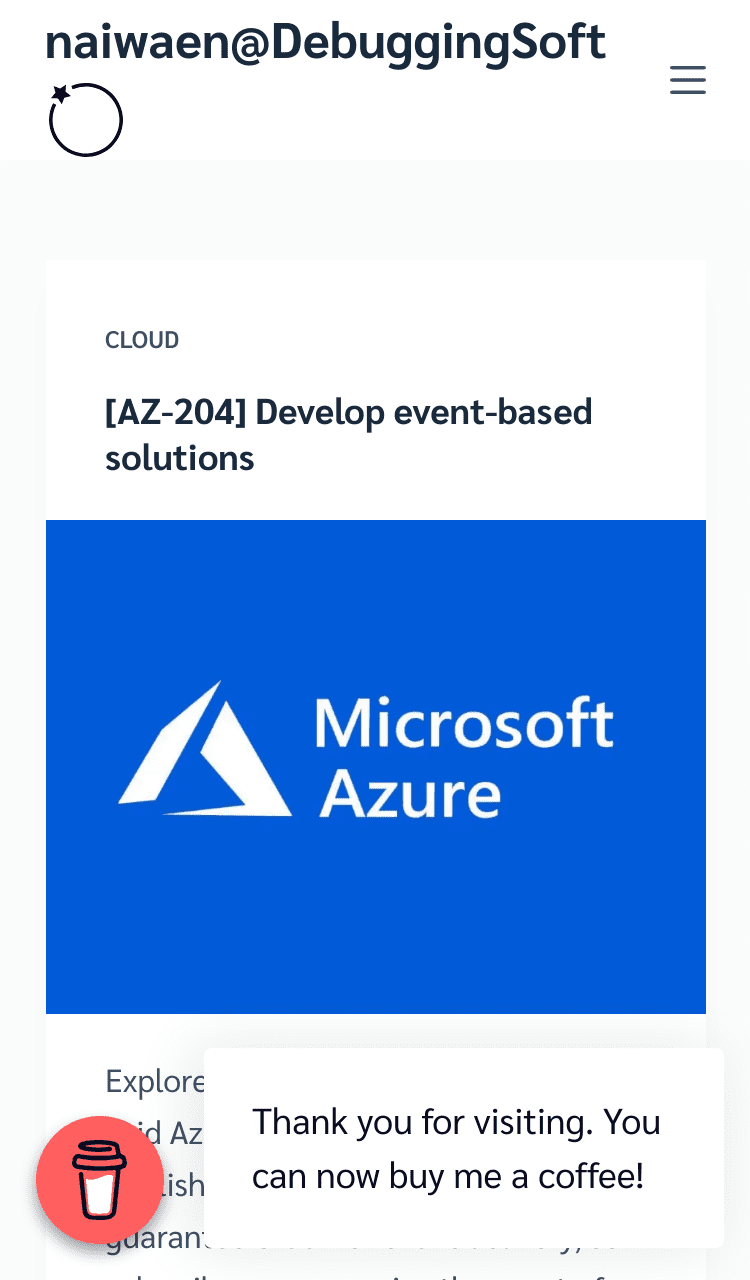 naiwaen@DebuggingSoft
CLOUD
[AZ-204] Develop event-based
solutions
Microsoft
Azure
Explore
Thank you for visiting. You
can now buy me a coffee!